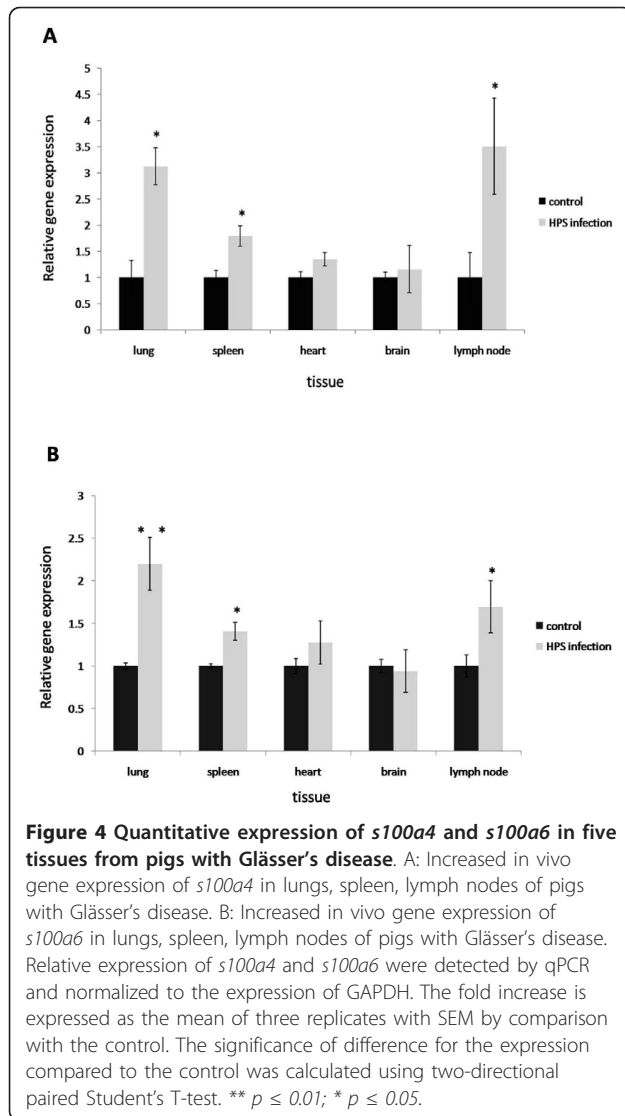 A
5
4.5
4
3.5
3
2.5
2
1.5
1
0.5
0
Relative gene expression
*
*
*
control
HPS infection
lung spleen heart brain lymph node
tissue
B
3
2.5
2
1.5
1
0.5
0
Relative gene expression
* *
*
*
control
HPS infection
lung spleen heart brain lymph node
tissue
Figure 4 Quantitative expression of s100a4 and s100a6 in five
tissues from pigs with Glässer's disease. A: Increased in vivo
gene expression of s100a4 in lungs, spleen, lymph nodes of pigs
with Glässer's disease. B: Increased in vivo gene expression of
s100a6 in lungs, spleen, lymph nodes of pigs with Glässer's disease.
Relative expression of s100a4 and s100a6 were detected by qPCR
and normalized to the expression of GAPDH. The fold increase is
expressed as the mean of three replicates with SEM by comparison
with the control. The significance of difference for the expression
compared to the control was calculated using two-directional
paired Student's T-test. ** p ≤ 0.01; * p ≤ 0.05.